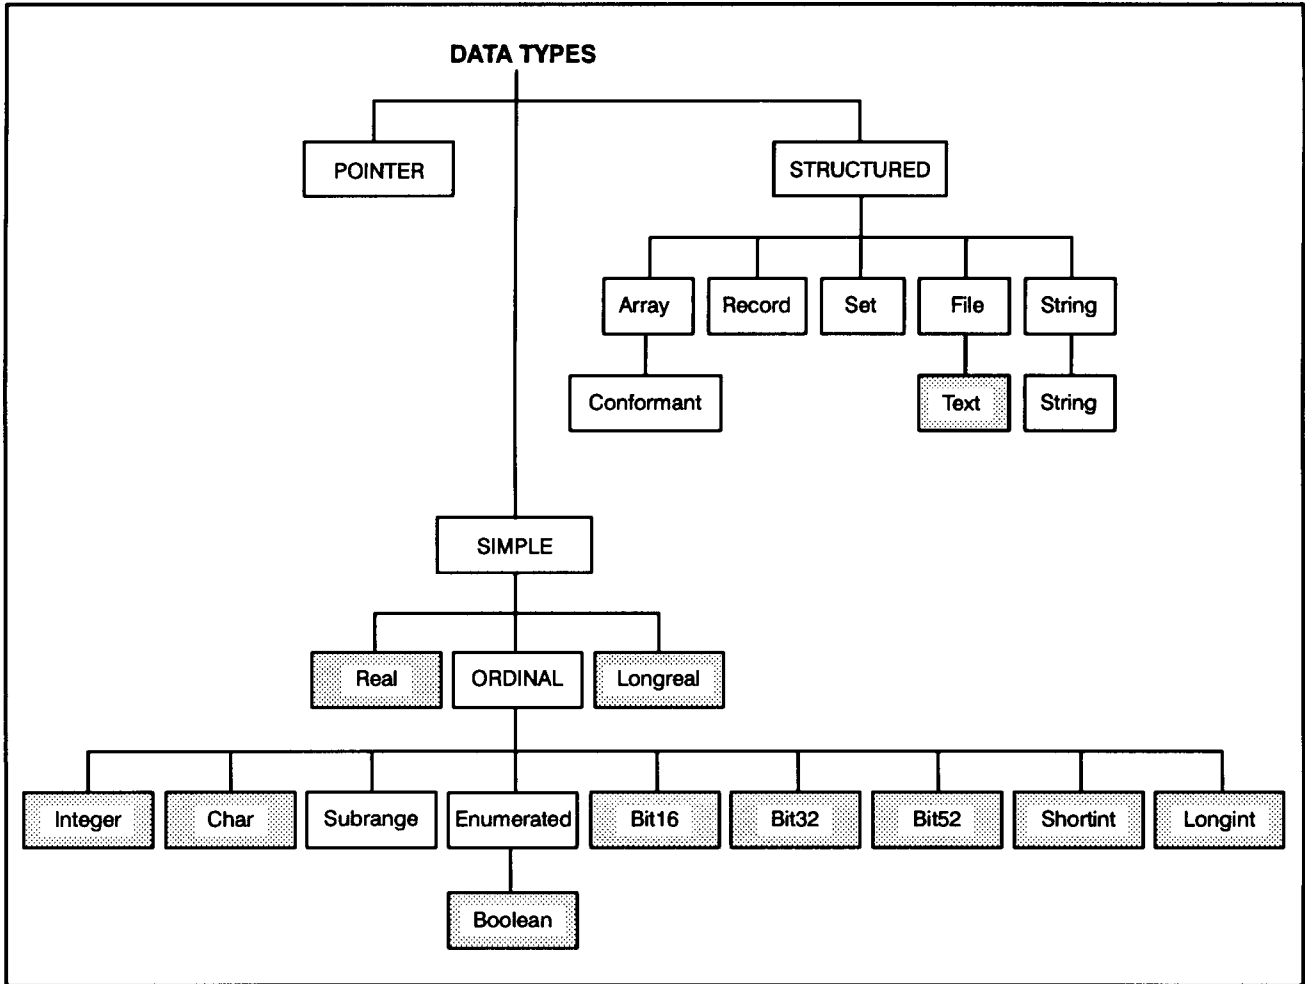 DATA TYPES
POINTER
STRUCTURED
Array
Record
Set
File
String
Conformant
Text
String
SIMPLE
Real
ORDINAL
Longreal
Integer
Char
Subrange
Enumerated
Bit16
Bit32
Bit52
Shortint
Longint
Boolean